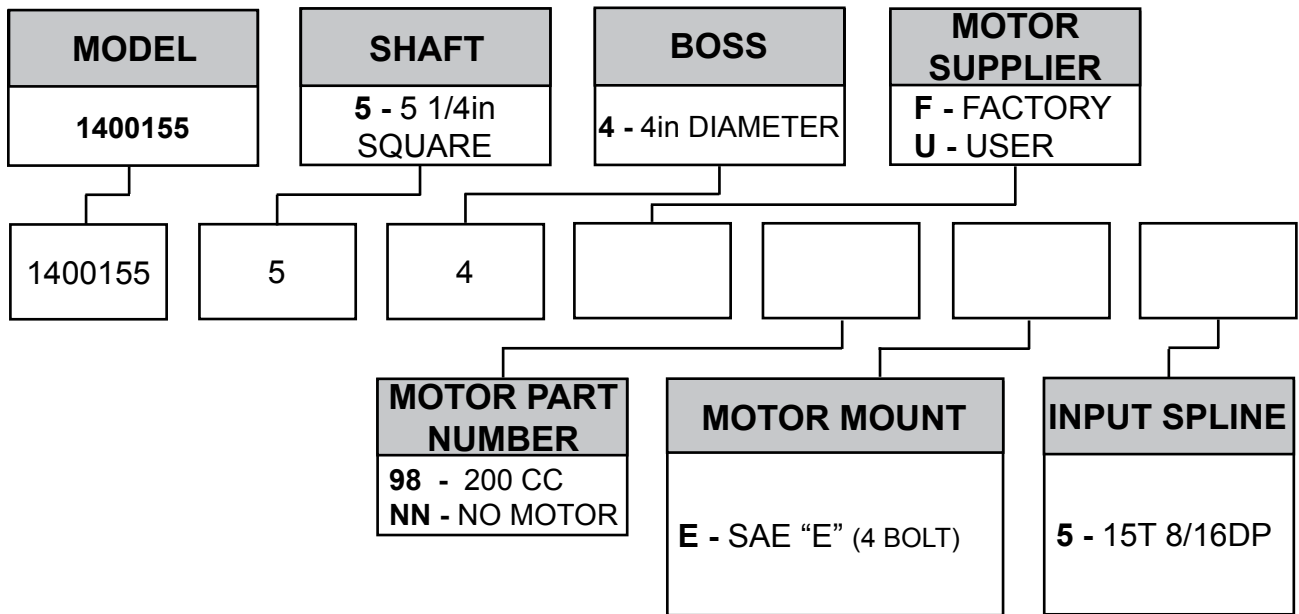 MODEL
1400155
SHAFT
5 - 5 1/4in
SQUARE
BOSS
4 - 4in DIAMETER
MOTOR
SUPPLIER
F - FACTORY
U - USER
1400155
5
4
MOTOR PART
NUMBER
98 - 200 CC
NN - NO MOTOR
MOTOR MOUNT
E - SAE “E” (4 BOLT)
INPUT SPLINE
5 - 15T 8/16DP